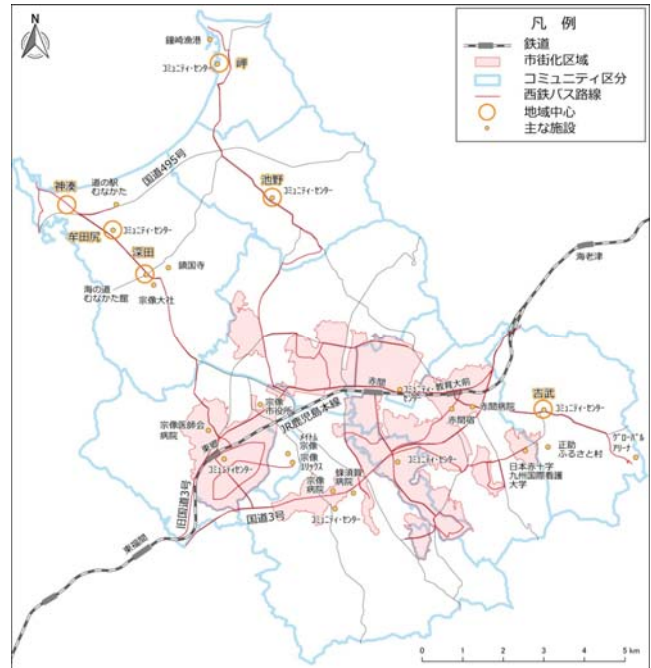 N
凡 例
鉄道
市街化区域
コミュニティ区分
西鉄バス路線
地域中心
主な施設
鐘崎漁港
コミュニティ・センター
岬
国道495号
神湊
道の駅
むなかた
池野
コミュニティ・センター
コミュニティ・センター
牟田尻
深田
鎮国寺
海の道
むなかた館
宗像大社
海老津
宗像
市役所
赤間
コミュニティ・
センター
教育大前
吉武
コミュニティ・センター
赤間病院
赤間宿
宗像医師会
病院
JR鹿児島本線
東郷
コミュニティセンター
メイトム
宗像
宗像
ユリックス
コミュニティ・センター
グローバル
アリーナ
正助
ふるさと村
日本赤十字
九州国際看護
大学
蜂須賀
病院
宗像
病院
コミュニティ・センター
旧国道3号
国道3号
東福間
0 1 2 3 4 5 km